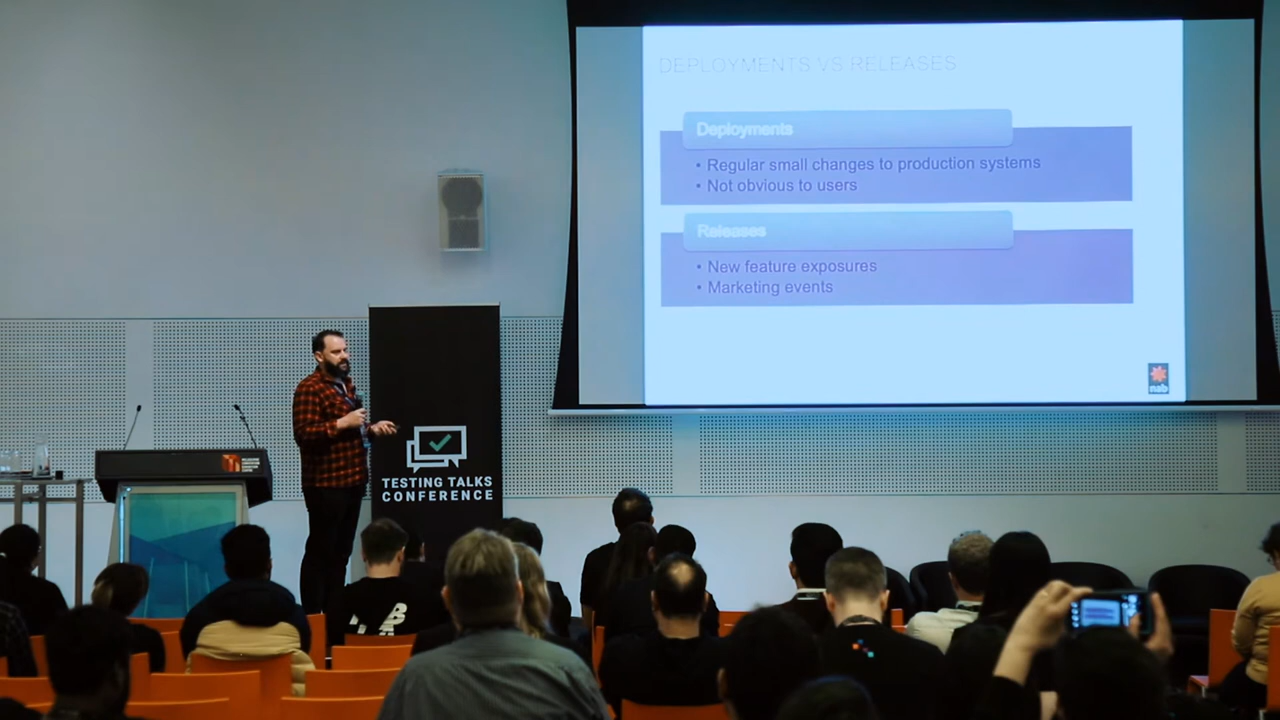 DEPLOYMENTS VS RELEASES
Deployments
• Regular small changes to production systems
• Not obvious to users
Releases
• New feature exposures
• Marketing events
nab
TESTING TALKS
CONFERENCE